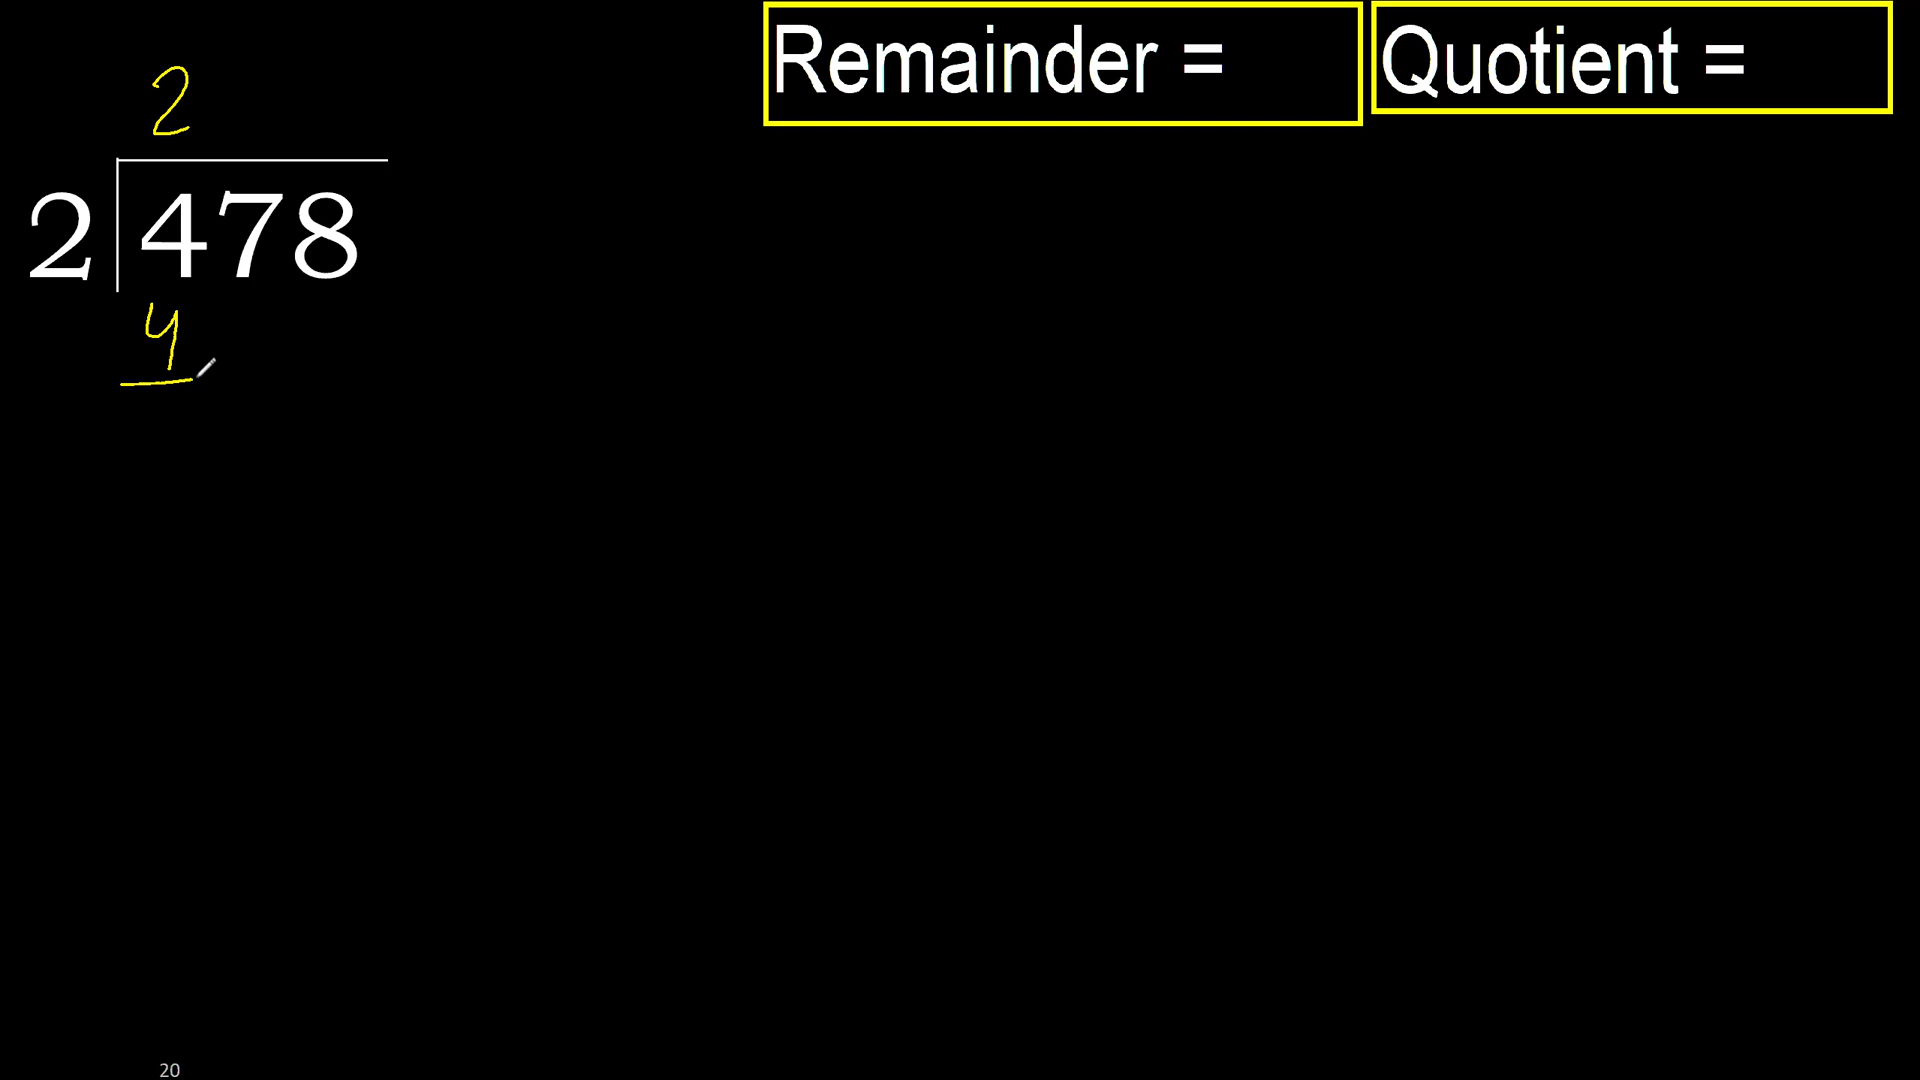 Remainder = Quotient =
2
2 478
4
20